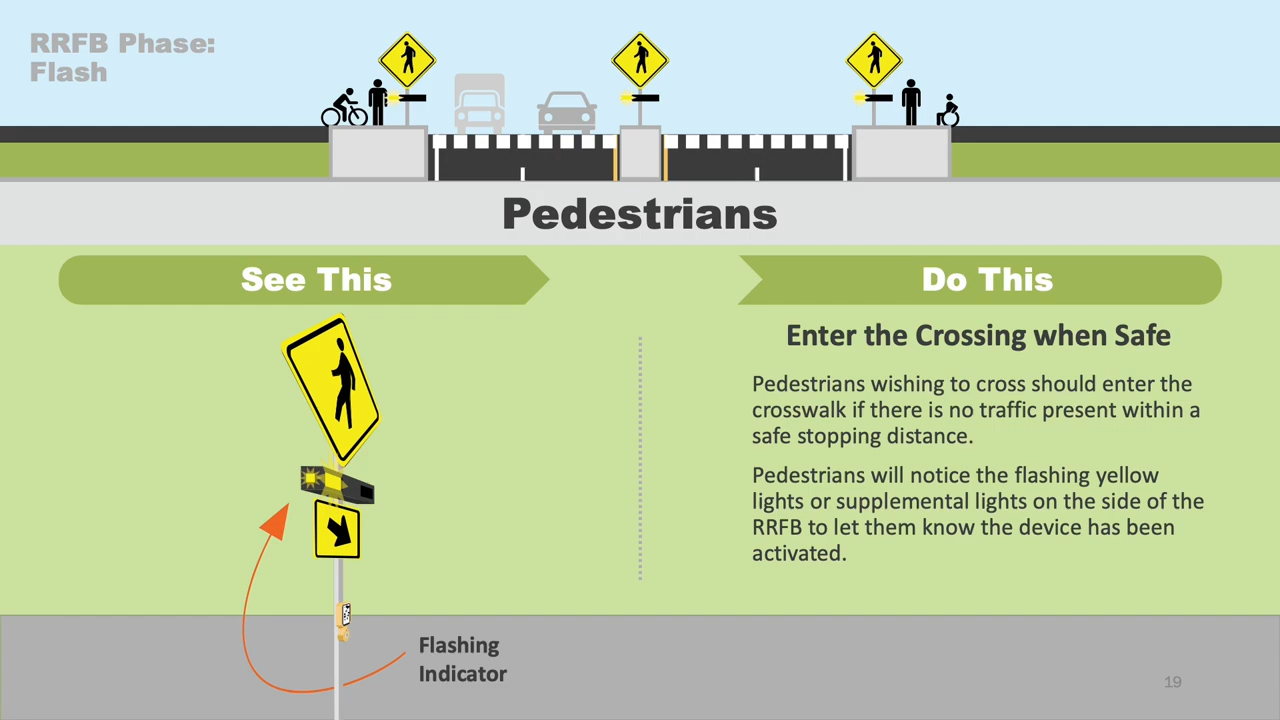 RRFB Phase:
Flash
Pedestrians
See This
Do This
Enter the Crossing when Safe
Pedestrians wishing to cross should enter the
crosswalk if there is no traffic present within a
safe stopping distance.
Pedestrians will notice the flashing yellow
lights or supplemental lights on the side of the
RRFB to let them know the device has been
activated.
Flashing
Indicator
19